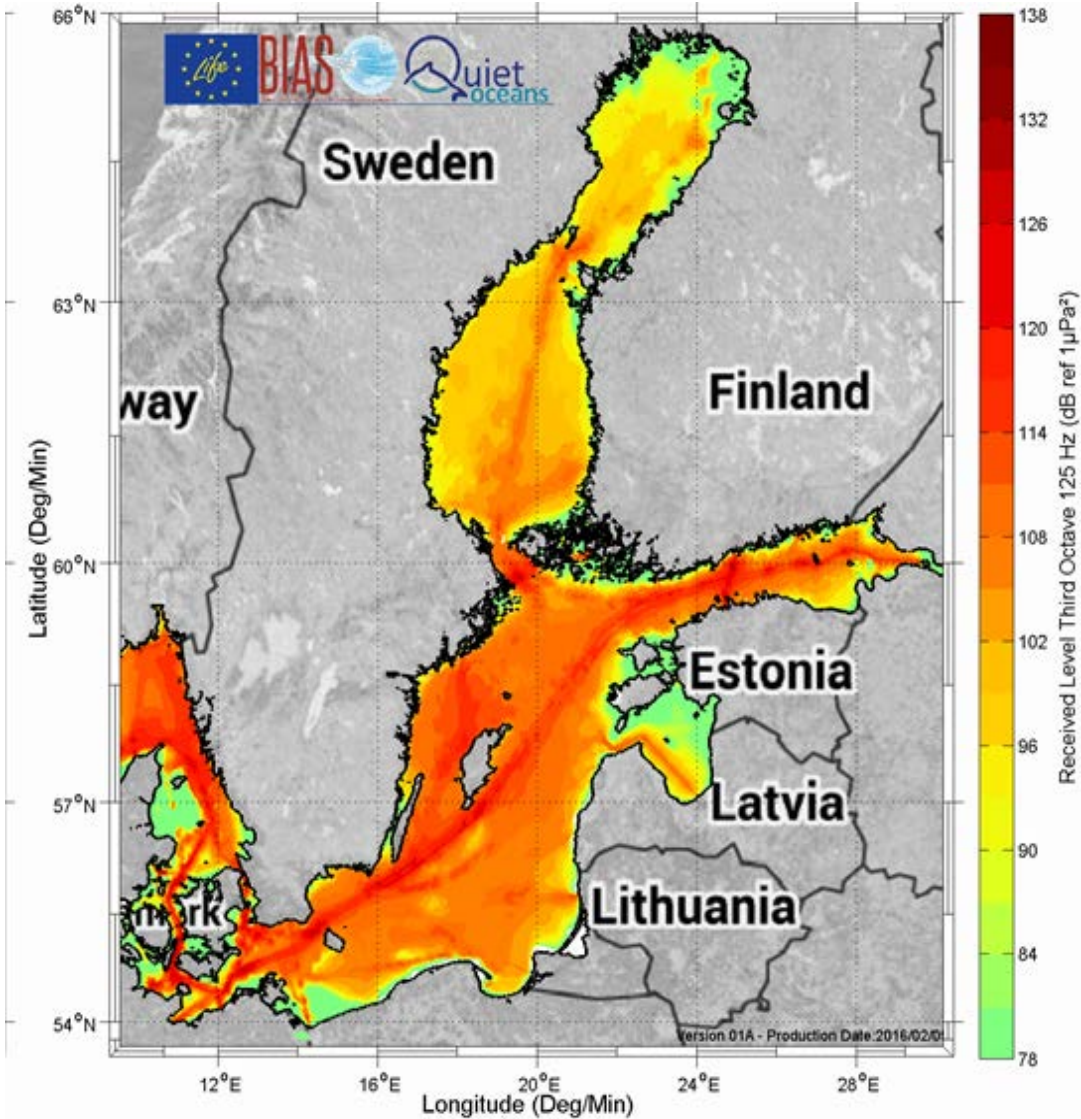 66°N
63°N
60°N
57°N
54°N
Latitude (Deg/Min)
Life
BIAS
Quiet
oceans
Sweden
Finland
way
Estonia
Latvia
Lithuania
rk
Version 01A - Production Date:2016/02/0
12°E
16°E
20°E
24°E
28°E
Longitude (Deg/Min)
138
132
126
120
114
108
102
96
90
84
78
Received Level Third Octave 125 Hz (dB ref 1µPa²)